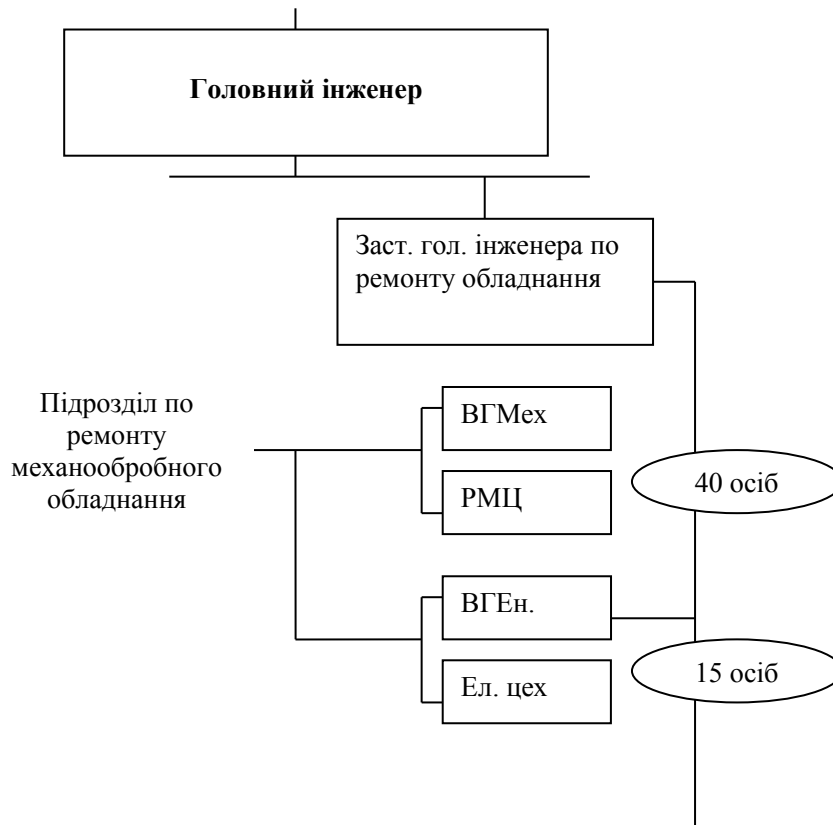 Головний інженер
Заст. гол. інженера по
ремонту обладнання
Підрозділ по
ремонту
механообробного
обладнання
ВГМех
РМЦ
40 осіб
ВГЕн.
Ел. цех
15 осіб